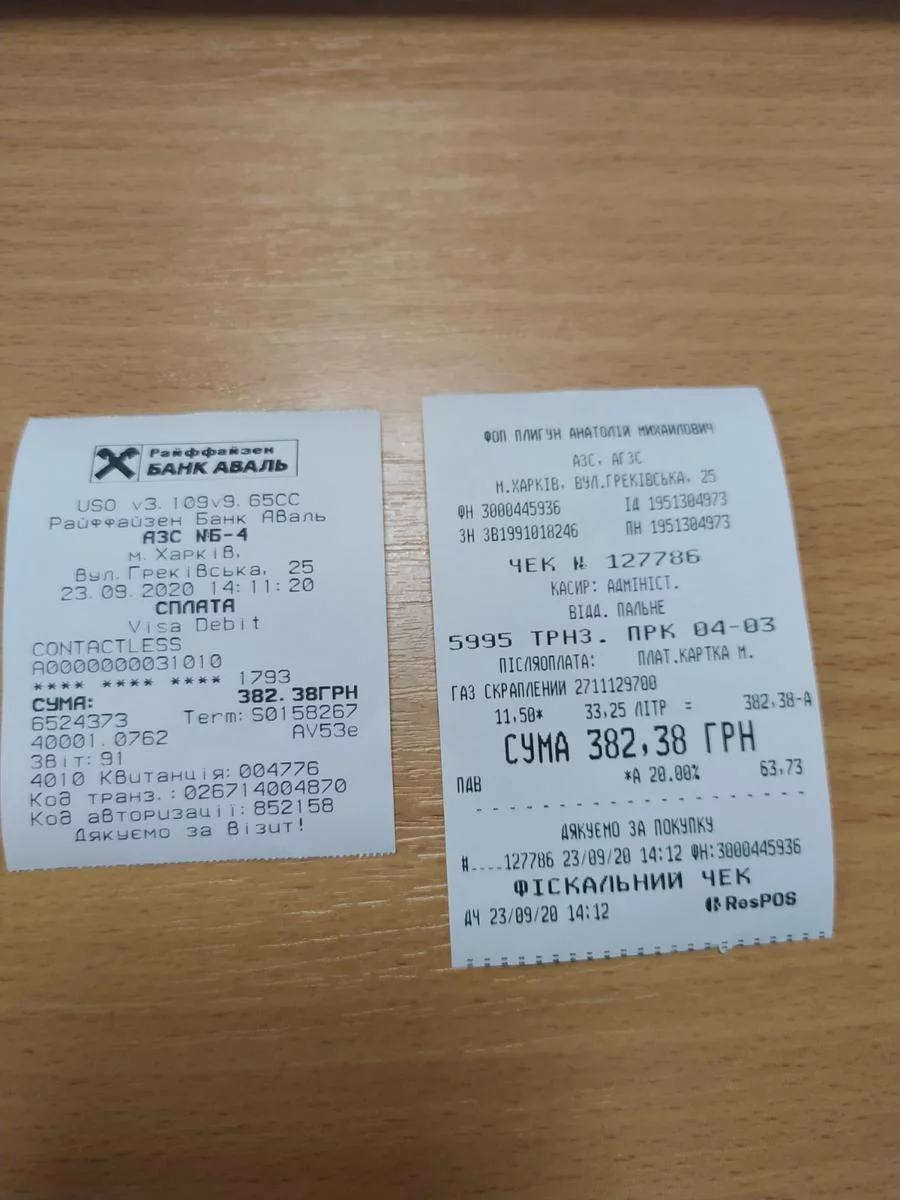 Райффайзен
БАНК АВАЛЬ
USO v3.109v9.65CC
Райффайзен Банк Аваль
АЗС №Б-4
м. Харків,
Вул. Греківська, 25
23.09.2020 14:11:20
СПЛАТА
Visa Debit
CONTACTLESS
A0000000031010
**** **** **** 1793
СУМА: 382.38ГРН
6524373 Term: S0158267
40001.0762 AV53e
Звіт: 91
4010 Квитанція: 004776
Код транз.: 026714004870
Код авторизації: 852158
Дякуємо за Візит!
ФОП ПЛИГУН АНАТОЛІЙ МИХАИЛОВИЧ
АЗС, АГЗС
М.ХАРКІВ, ВУЛ.ГРЕКІВСЬКА, 25
ФН 3000445936 ІД 1951304973
ЗН ЗВ1991018246 ПН 1951304973
ЧЕК № 127786
КАСИР: АДМІНІСТ.
ВІДД. ПАЛЬНЕ
5995 ТРНЗ. ПРК 04-03
ПІСЛЯОПЛАТА: ПЛАТ.КАРТКА М.
ГАЗ СКРАПЛЕНИЙ 2711129700
11,50* 33,25 ЛІТР = 382,38-А
СУМА 382,38 ГРН
ПДВ *А 20.00% 63,73
ДЯКУЄМО ЗА ПОКУПКУ
№....127786 23/09/20 14:12 ФН:3000445936
ФІСКАЛЬНИЙ ЧЕК
ДЧ 23/09/20 14:12 ResPOS